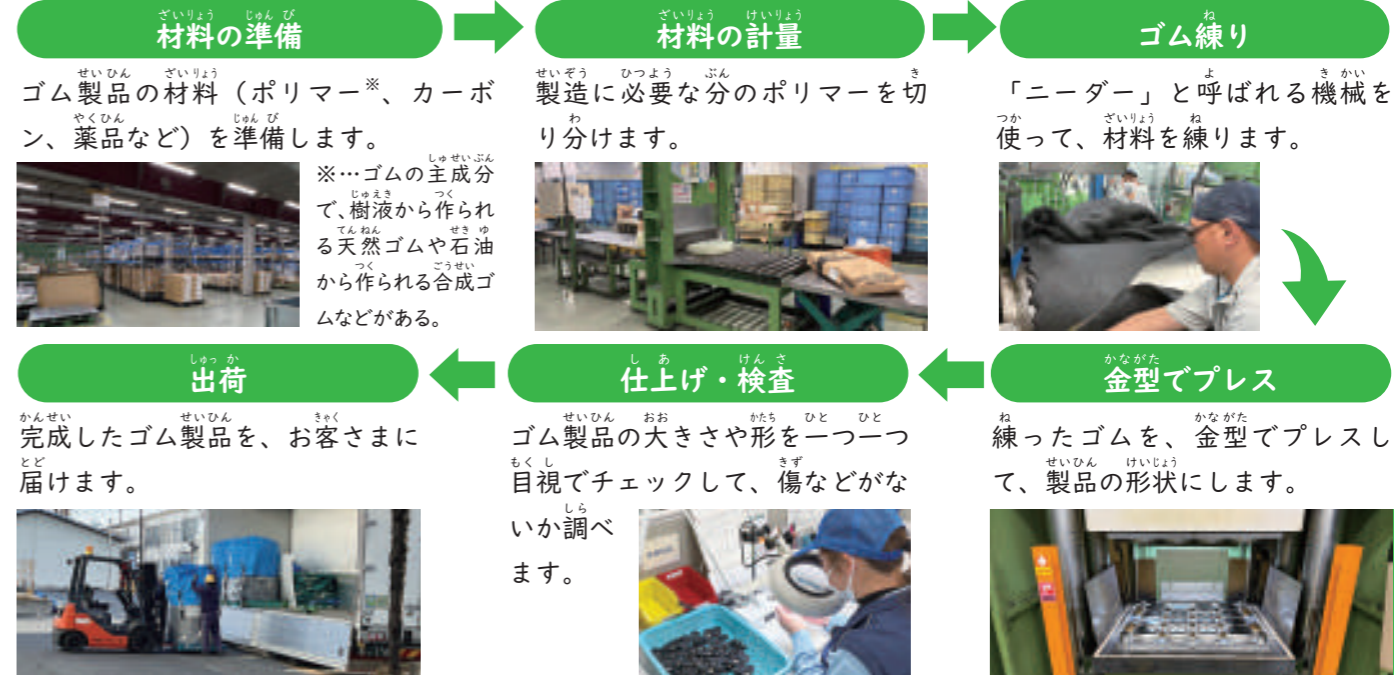 材料の準備
ゴム製品の材料（ポリマー※、カーボ
ン、薬品など）を準備します。
※…ゴムの主成分
で、樹液から作られ
る天然ゴムや石油
から作られる合成ゴ
ムなどがある。
材料の計量
製造に必要な分のポリマーを切
り分けます。
ゴム練り
「ニーダー」と呼ばれる機械を
使って、材料を練ります。
金型でプレス
練ったゴムを、金型でプレスし
て、製品の形状にします。
仕上げ・検査
ゴム製品の大きさや形を一つ一つ
目視でチェックして、傷などがな
いか調べ
ます。
出荷
完成したゴム製品を、お客さまに
届けます。